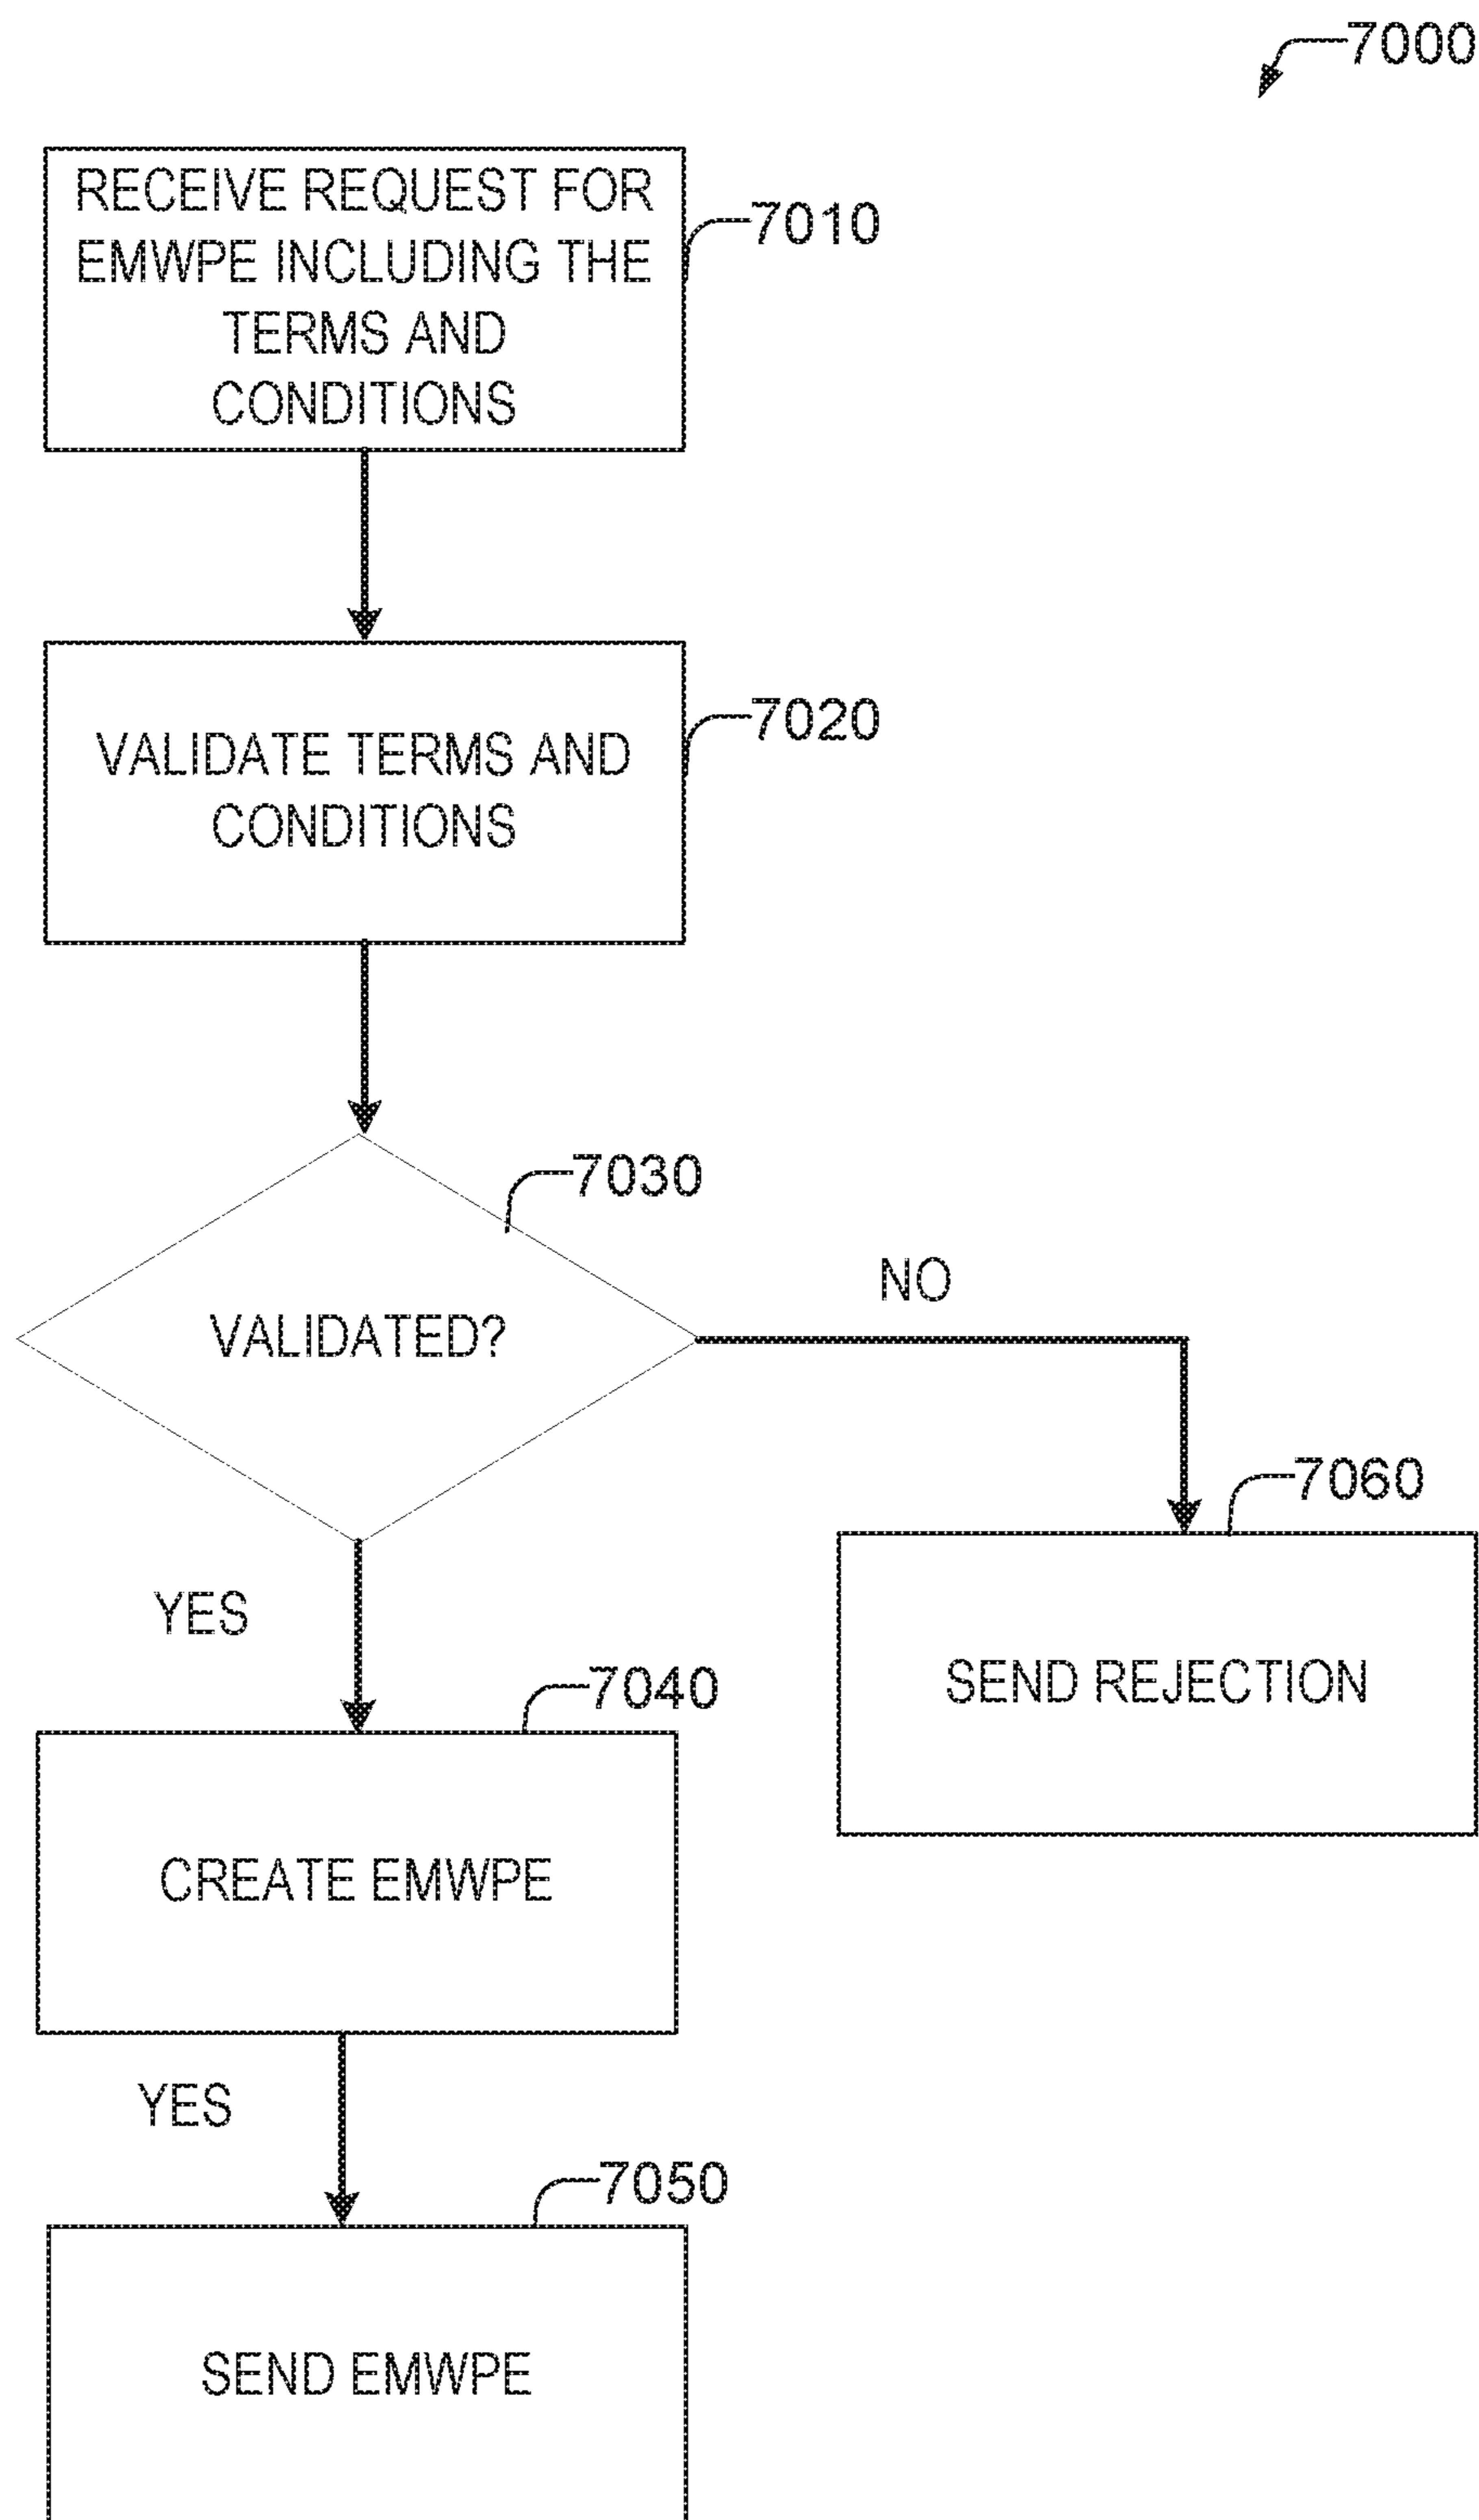 7000
RECEIVE REQUEST FOR
EMWPE INCLUDING THE
TERMS AND
CONDITIONS
7010
VALIDATE TERMS AND
CONDITIONS
7020
7030
VALIDATED?
NO
7060
SEND REJECTION
YES
7040
CREATE EMWPE
YES
7050
SEND EMWPE